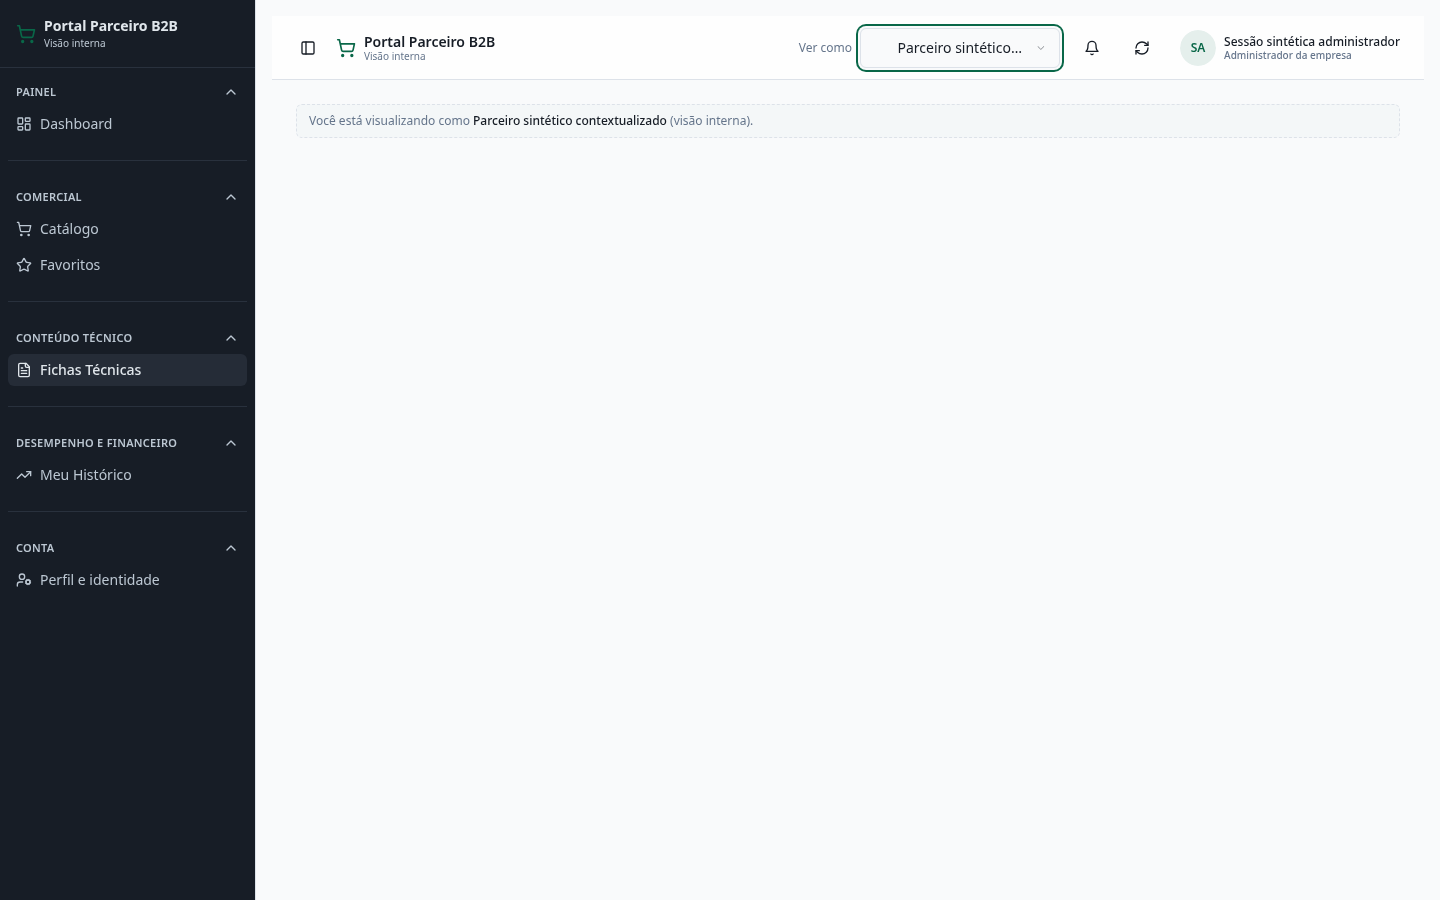 Portal Parceiro B2B
Visão interna
PAINEL
Dashboard
COMERCIAL
Catálogo
Favoritos
CONTEÚDO TÉCNICO
Fichas Técnicas
DESEMPENHO E FINANCEIRO
Meu Histórico
CONTA
Perfil e identidade
Portal Parceiro B2B
Visão interna
Ver como
Parceiro sintético...
SA
Sessão sintética administrador
Administrador da empresa
Você está visualizando como Parceiro sintético contextualizado (visão interna).